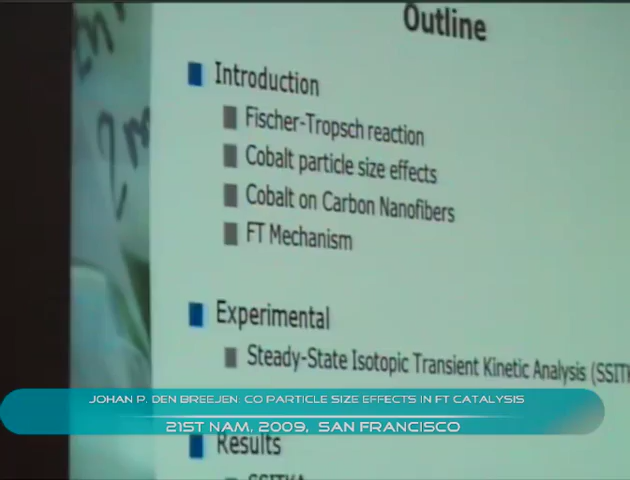 Outline
Introduction
Fischer-Tropsch reaction
Cobalt particle size effects
Cobalt on Carbon Nanofibers
FT Mechanism
Experimental
Steady-State Isotopic Transient Kinetic Analysis (SSITK
JOHAN P. DEN BREEJEN: CO PARTICLE SIZE EFFECTS IN FT CATALYSIS
21ST NAM, 2009, SAN FRANCISCO
Results
SSITKA